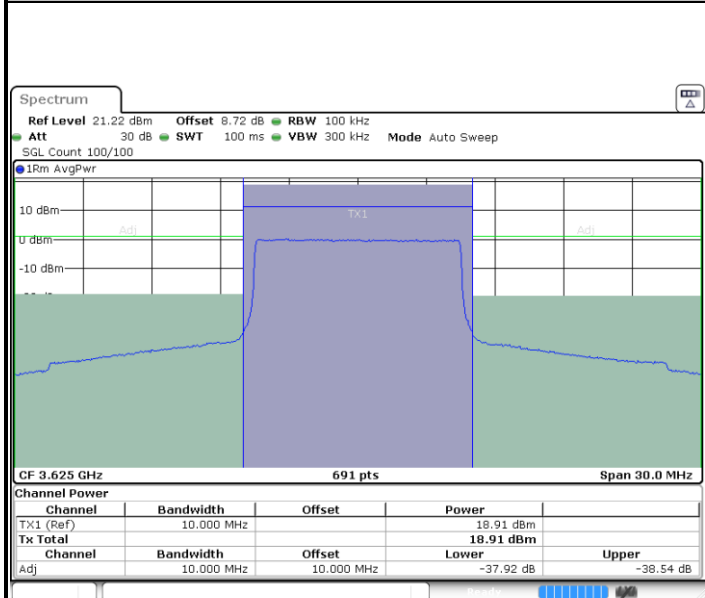 Spectrum
Ref Level 21.22 dBm Offset 8.72 dB RBW 100 kHz
Att 30 dB SWT 100 ms VBW 300 kHz Mode Auto Sweep
SGL Count 100/100
1Rm AvgPwr
10 dBm
TX1
Adj Adj
0 dBm
-10 dBm
CF 3.625 GHz 691 pts Span 30.0 MHz
Channel Power
Channel Bandwidth Offset Power
TX1 (Ref) 10.000 MHz 18.91 dBm
Tx Total 18.91 dBm
Channel Bandwidth Offset Lower Upper
Adj 10.000 MHz 10.000 MHz -37.92 dB -38.54 dB
Ready